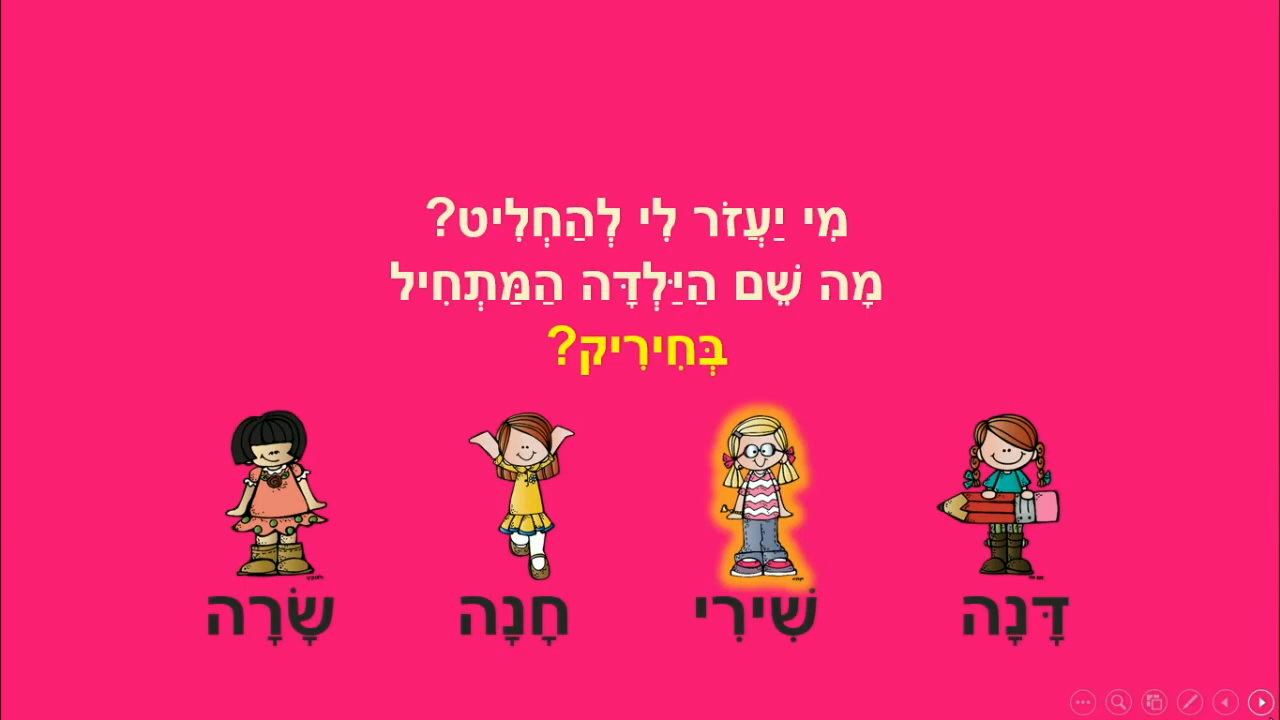 מִי יַעֲזֹר לִי לְהַחְלִיט?
מָה שֵׁם הַיַּלְדָּה הַמַּתְחִיל
בְּחִירִיק?
דָּנָה שִׁירִי חָנָה שָׂרָה